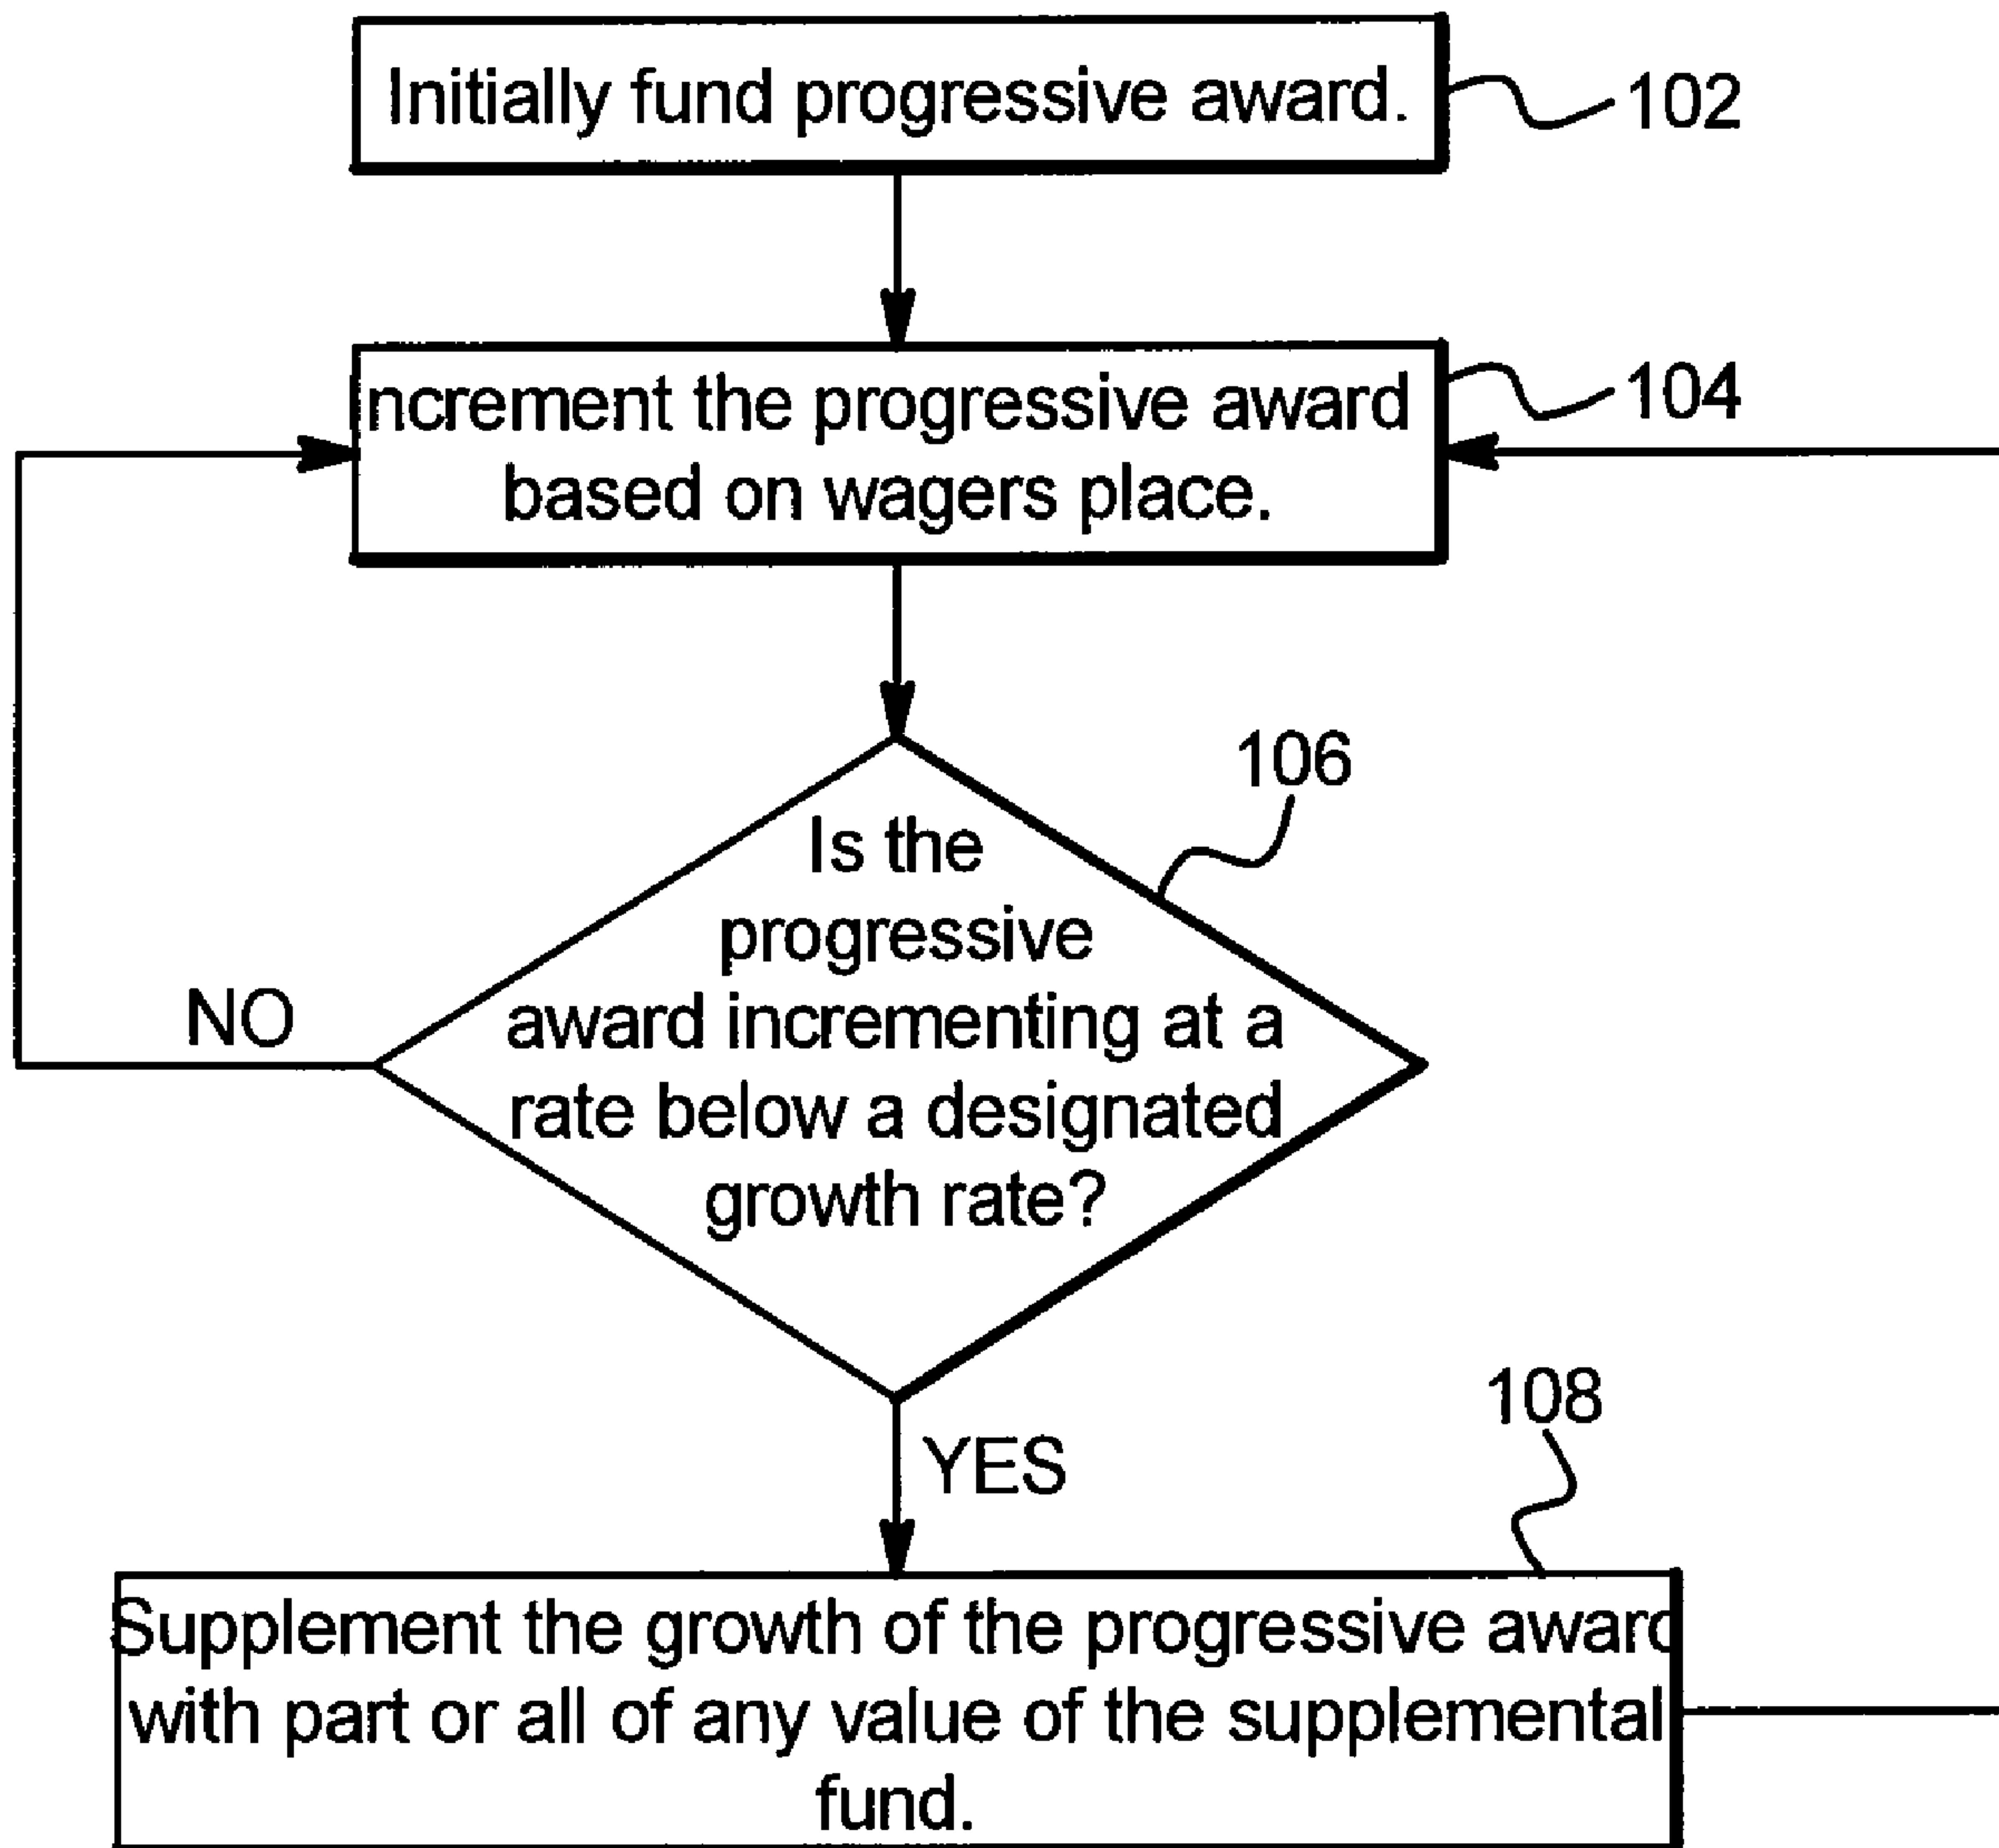 Initially fund progressive award.
102
Increment the progressive award
based on wagers place.
104
106
Is the
progressive
award incrementing at a
rate below a designated
growth rate?
NO
YES
108
Supplement the growth of the progressive award
with part or all of any value of the supplemental
fund.